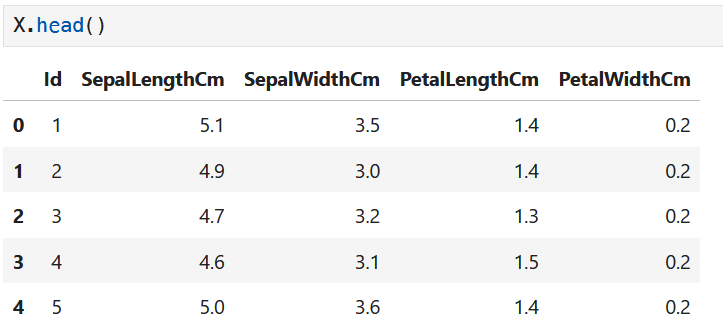 X.head()
Id SepalLengthCm SepalWidthCm PetalLengthCm PetalWidthCm
0 1 5.1 3.5 1.4 0.2
1 2 4.9 3.0 1.4 0.2
2 3 4.7 3.2 1.3 0.2
3 4 4.6 3.1 1.5 0.2
4 5 5.0 3.6 1.4 0.2